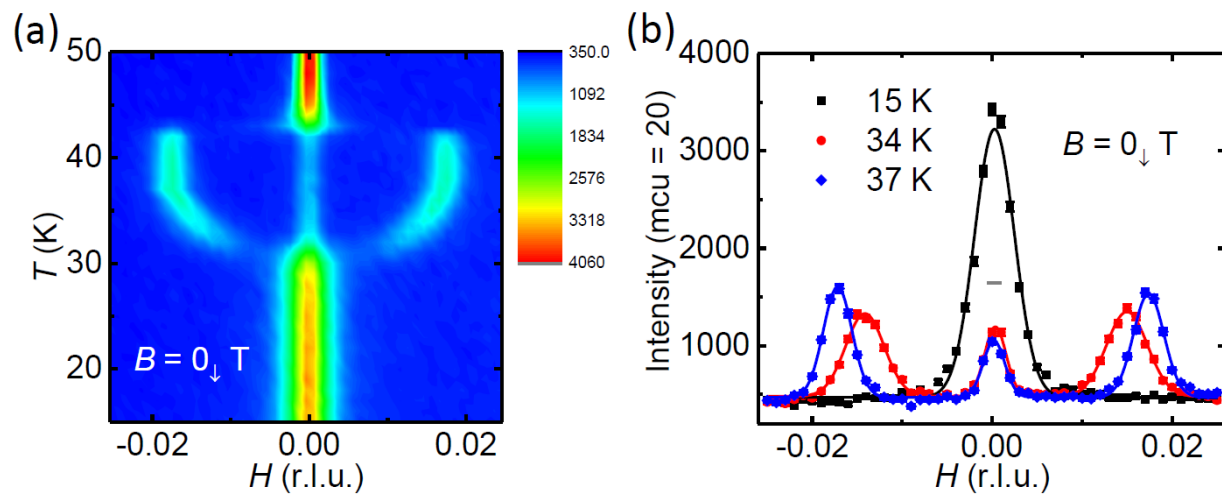 (a)
50
40
30
20
T (K)
B = 0↓ T
-0.02
0.00
0.02
H (r.l.u.)
350.0
1092
1834
2576
3318
4060
(b)
4000
3000
2000
1000
Intensity (mcu = 20)
15 K
34 K
37 K
B = 0↓ T
-0.02
0.00
0.02
H (r.l.u.)